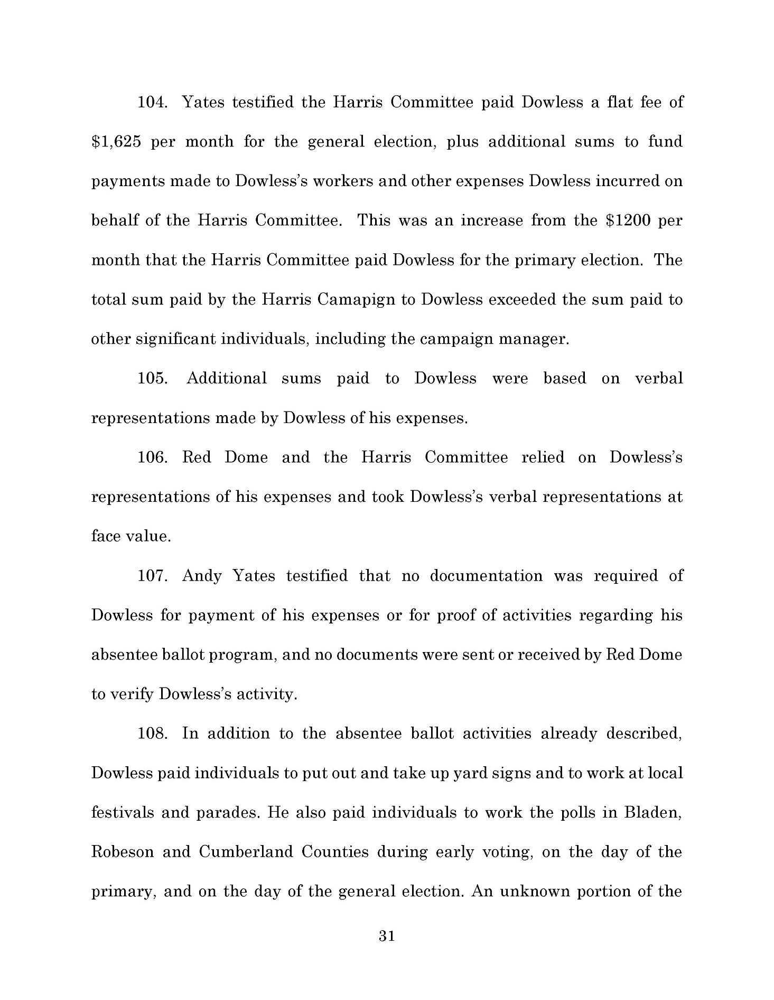 104. Yates testified the Harris Committee paid Dowless a flat fee of
$1,625 per month for the general election, plus additional sums to fund
payments made to Dowless’s workers and other expenses Dowless incurred on
behalf of the Harris Committee. This was an increase from the $1200 per
month that the Harris Committee paid Dowless for the primary election. The
total sum paid by the Harris Camapign to Dowless exceeded the sum paid to
other significant individuals, including the campaign manager.
105. Additional sums paid to Dowless were based on verbal
representations made by Dowless of his expenses.
106. Red Dome and the Harris Committee relied on Dowless’s
representations of his expenses and took Dowless’s verbal representations at
face value.
107. Andy Yates testified that no documentation was required of
Dowless for payment of his expenses or for proof of activities regarding his
absentee ballot program, and no documents were sent or received by Red Dome
to verify Dowless’s activity.
108. In addition to the absentee ballot activities already described,
Dowless paid individuals to put out and take up yard signs and to work at local
festivals and parades. He also paid individuals to work the polls in Bladen,
Robeson and Cumberland Counties during early voting, on the day of the
primary, and on the day of the general election. An unknown portion of the
31